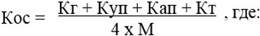 Кос = Кг + Куп + Кап + Кт / 4 х М , где: